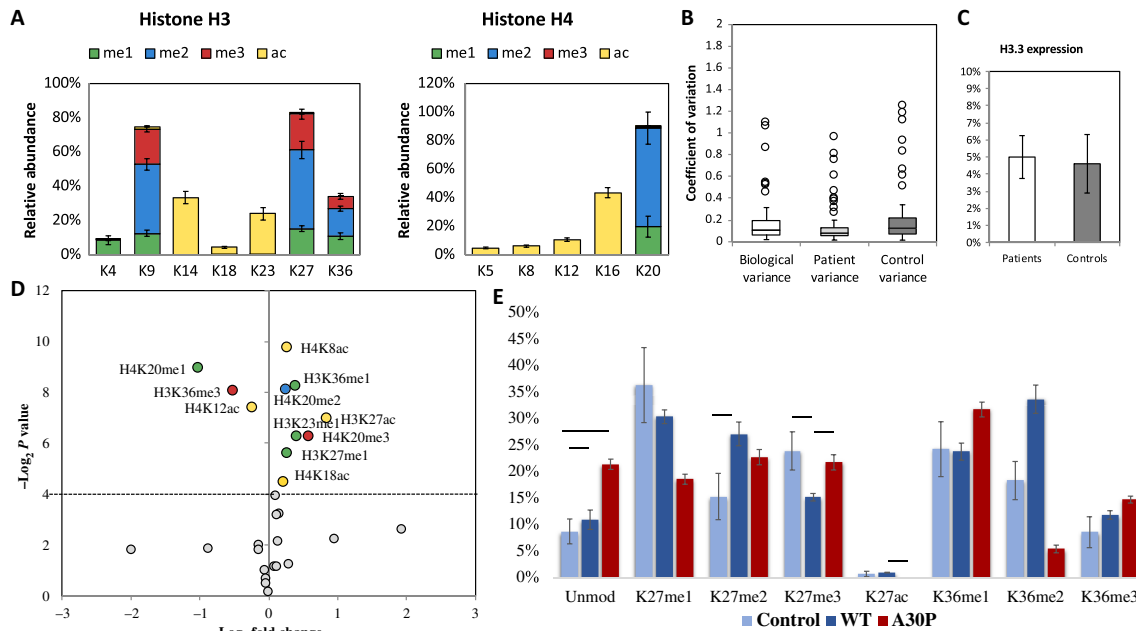 A
Histone H3
me1 me2 me3 ac
Relative abundance
100%
80%
60%
40%
20%
0%
K4 K9 K14 K18 K23 K27 K36
Histone H4
me1 me2 me3 ac
Relative abundance
120%
100%
80%
60%
40%
20%
0%
K5 K8 K12 K16 K20
B
Coefficient of variation
2
1.8
1.6
1.4
1.2
1
0.8
0.6
0.4
0.2
0
Biological variance
Patient variance
Control variance
C
H3.3 expression
10%
9%
8%
7%
6%
5%
4%
3%
2%
1%
0%
Patients Controls
D
–Log2 P value
12
10
8
6
4
2
0
H4K8ac
H4K20me1
H3K36me1
H3K36me3
H4K20me2
H4K12ac
H3K27ac
H3K23me1
H4K20me3
H3K27me1
H4K18ac
−3 −2 −1 0 1 2 3
E
50%
45%
40%
35%
30%
25%
20%
15%
10%
5%
0%
Unmod K27me1 K27me2 K27me3 K27ac K36me1 K36me2 K36me3
Control WT A30P